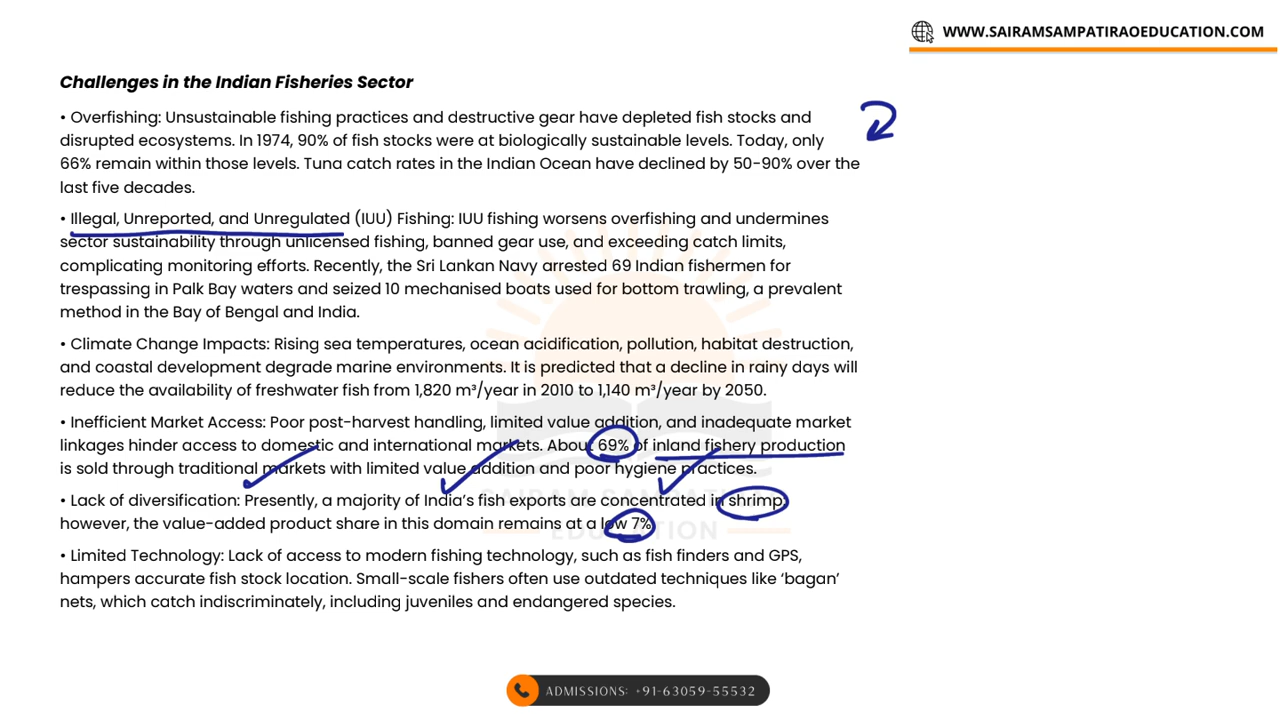 WWW.SAIRAMSAMPATIRAOEDUCATION.COM
Challenges in the Indian Fisheries Sector
• Overfishing: Unsustainable fishing practices and destructive gear have depleted fish stocks and
disrupted ecosystems. In 1974, 90% of fish stocks were at biologically sustainable levels. Today, only
66% remain within those levels. Tuna catch rates in the Indian Ocean have declined by 50-90% over the
last five decades.
• Illegal, Unreported, and Unregulated (IUU) Fishing: IUU fishing worsens overfishing and undermines
sector sustainability through unlicensed fishing, banned gear use, and exceeding catch limits,
complicating monitoring efforts. Recently, the Sri Lankan Navy arrested 69 Indian fishermen for
trespassing in Palk Bay waters and seized 10 mechanised boats used for bottom trawling, a prevalent
method in the Bay of Bengal and India.
• Climate Change Impacts: Rising sea temperatures, ocean acidification, pollution, habitat destruction,
and coastal development degrade marine environments. It is predicted that a decline in rainy days will
reduce the availability of freshwater fish from 1,820 m³/year in 2010 to 1,140 m³/year by 2050.
• Inefficient Market Access: Poor post-harvest handling, limited value addition, and inadequate market
linkages hinder access to domestic and international markets. About 69% of inland fishery production
is sold through traditional markets with limited value addition and poor hygiene practices.
• Lack of diversification: Presently, a majority of India's fish exports are concentrated in shrimp;
however, the value-added product share in this domain remains at a low 7%
• Limited Technology: Lack of access to modern fishing technology, such as fish finders and GPS,
hampers accurate fish stock location. Small-scale fishers often use outdated techniques like ‘bagan’
nets, which catch indiscriminately, including juveniles and endangered species.
ADMISSIONS: +91-63059-55532